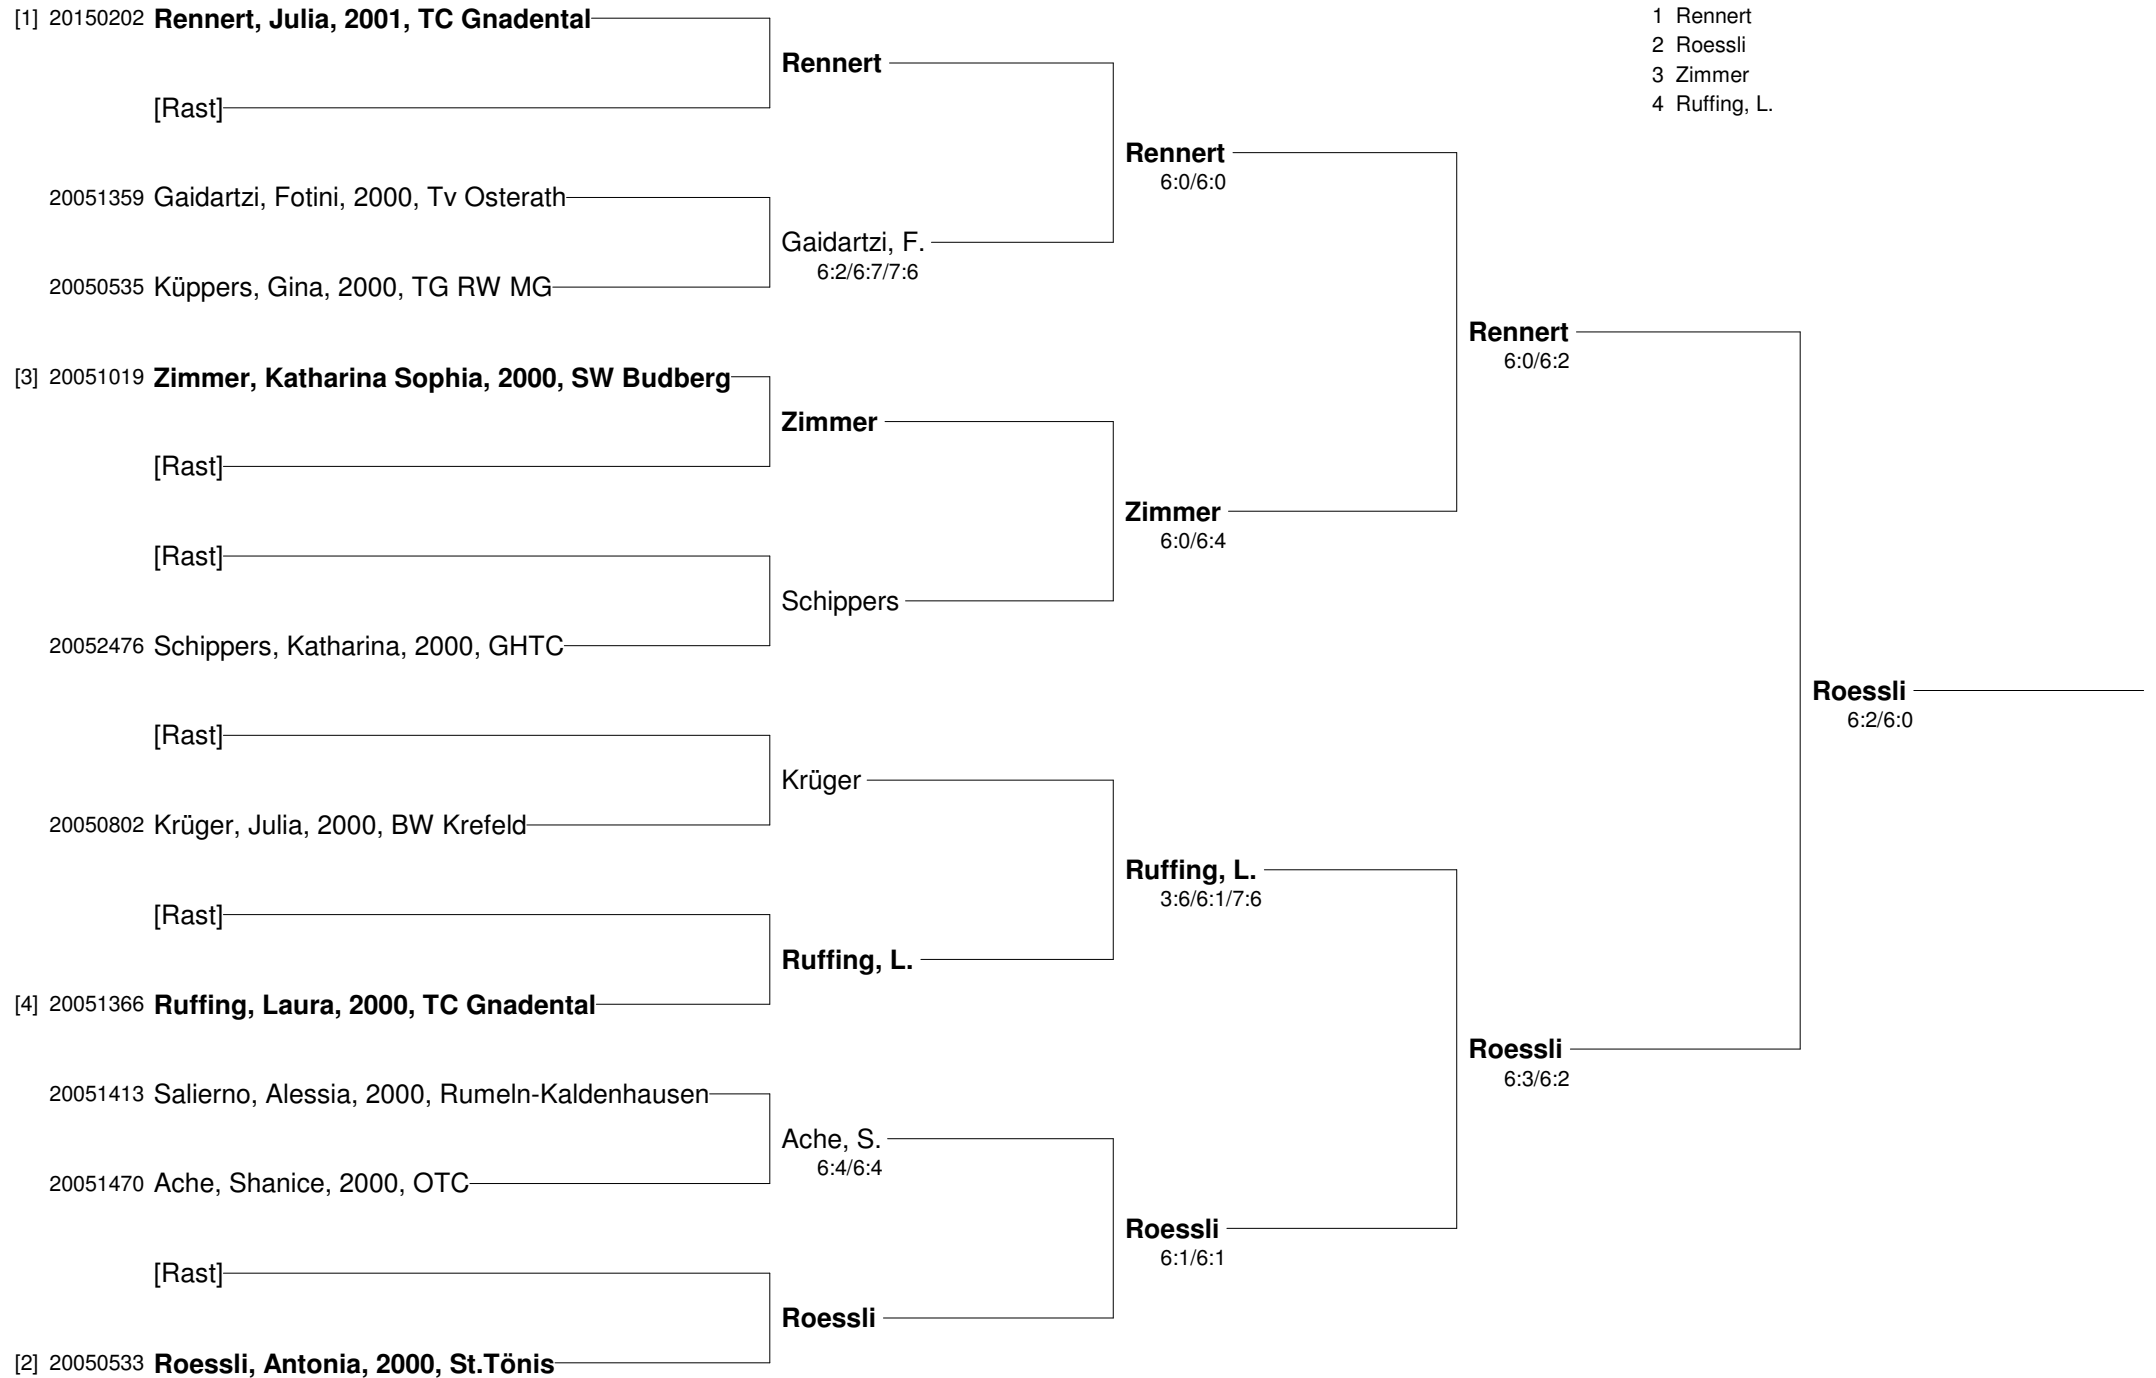 [1] 20150202 Rennert, Julia, 2001, TC Gnadental
[Rast]
20051359 Gaidartzi, Fotini, 2000, Tv Osterath
20050535 Küppers, Gina, 2000, TG RW MG
[3] 20051019 Zimmer, Katharina Sophia, 2000, SW Budberg
[Rast]
[Rast]
20052476 Schippers, Katharina, 2000, GHTC
[Rast]
20050802 Krüger, Julia, 2000, BW Krefeld
[Rast]
[4] 20051366 Ruffing, Laura, 2000, TC Gnadental
20051413 Salierno, Alessia, 2000, Rumeln-Kaldenhausen
20051470 Ache, Shanice, 2000, OTC
[Rast]
[2] 20050533 Roessli, Antonia, 2000, St.Tönis
Rennert
Gaidartzi, F.
6:2/6:7/7:6
Zimmer
Schippers
Krüger
Ruffing, L.
Ache, S.
6:4/6:4
Roessli
Rennert
6:0/6:0
Zimmer
6:0/6:4
Ruffing, L.
3:6/6:1/7:6
Roessli
6:1/6:1
Rennert
6:0/6:2
Roessli
6:3/6:2
Roessli
6:2/6:0
1 Rennert
2 Roessli
3 Zimmer
4 Ruffing, L.